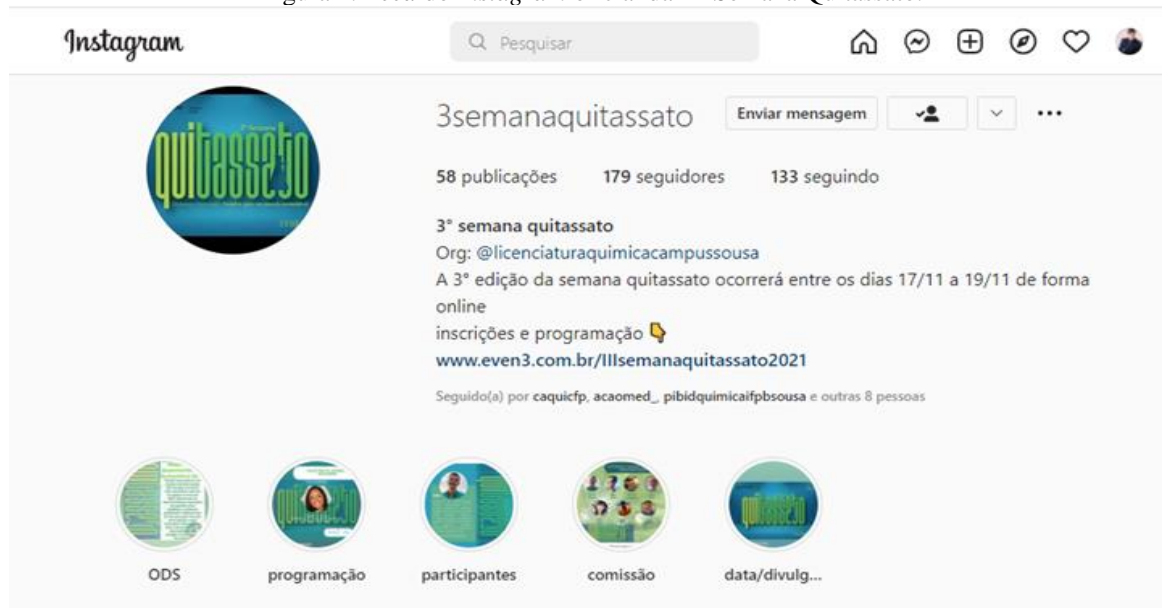 Instagram
Pesquisar
3semanaquitassato
Enviar mensagem
58 publicações 179 seguidores 133 seguindo
quitassato
3° semana quitassato
Org: @licenciaturaquimicacampussousa
A 3° edição da semana quitassato ocorrerá entre os dias 17/11 a 19/11 de forma
online
inscrições e programação
www.even3.com.br/IIIsemanaquitassato2021
Seguido(a) por caquicfp, acaomed_, pibidquimicaifpbsousa e outras 8 pessoas
quitassato
quitassato
ODS programação participantes comissão data/divulg...